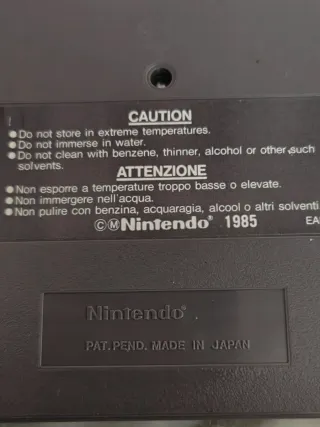 CAUTION
●Do not store in extreme temperatures.
●Do not immerse in water.
●Do not clean with benzene, thinner, alcohol or other such
solvents.
ATTENZIONE
●Non esporre a temperature troppo basse o elevate.
●Non immergere nell'acqua.
●Non pulire con benzina, acquaragia, alcool o altri solventi
©ⓂNintendo® 1985
Nintendo®
PAT. PEND. MADE IN JAPAN